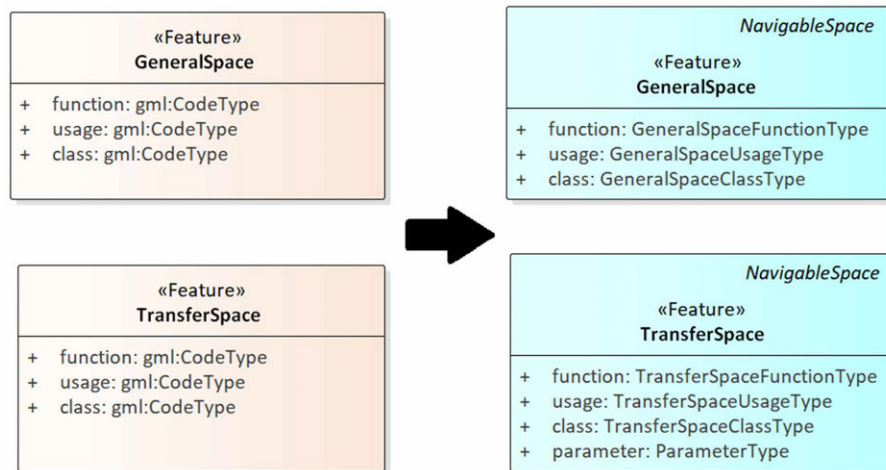 «Feature»
GeneralSpace
+ function: gml:CodeType
+ usage: gml:CodeType
+ class: gml:CodeType
NavigableSpace
«Feature»
GeneralSpace
+ function: GeneralSpaceFunctionType
+ usage: GeneralSpaceUsageType
+ class: GeneralSpaceClassType
«Feature»
TransferSpace
+ function: gml:CodeType
+ usage: gml:CodeType
+ class: gml:CodeType
NavigableSpace
«Feature»
TransferSpace
+ function: TransferSpaceFunctionType
+ usage: TransferSpaceUsageType
+ class: TransferSpaceClassType
+ parameter: ParameterType